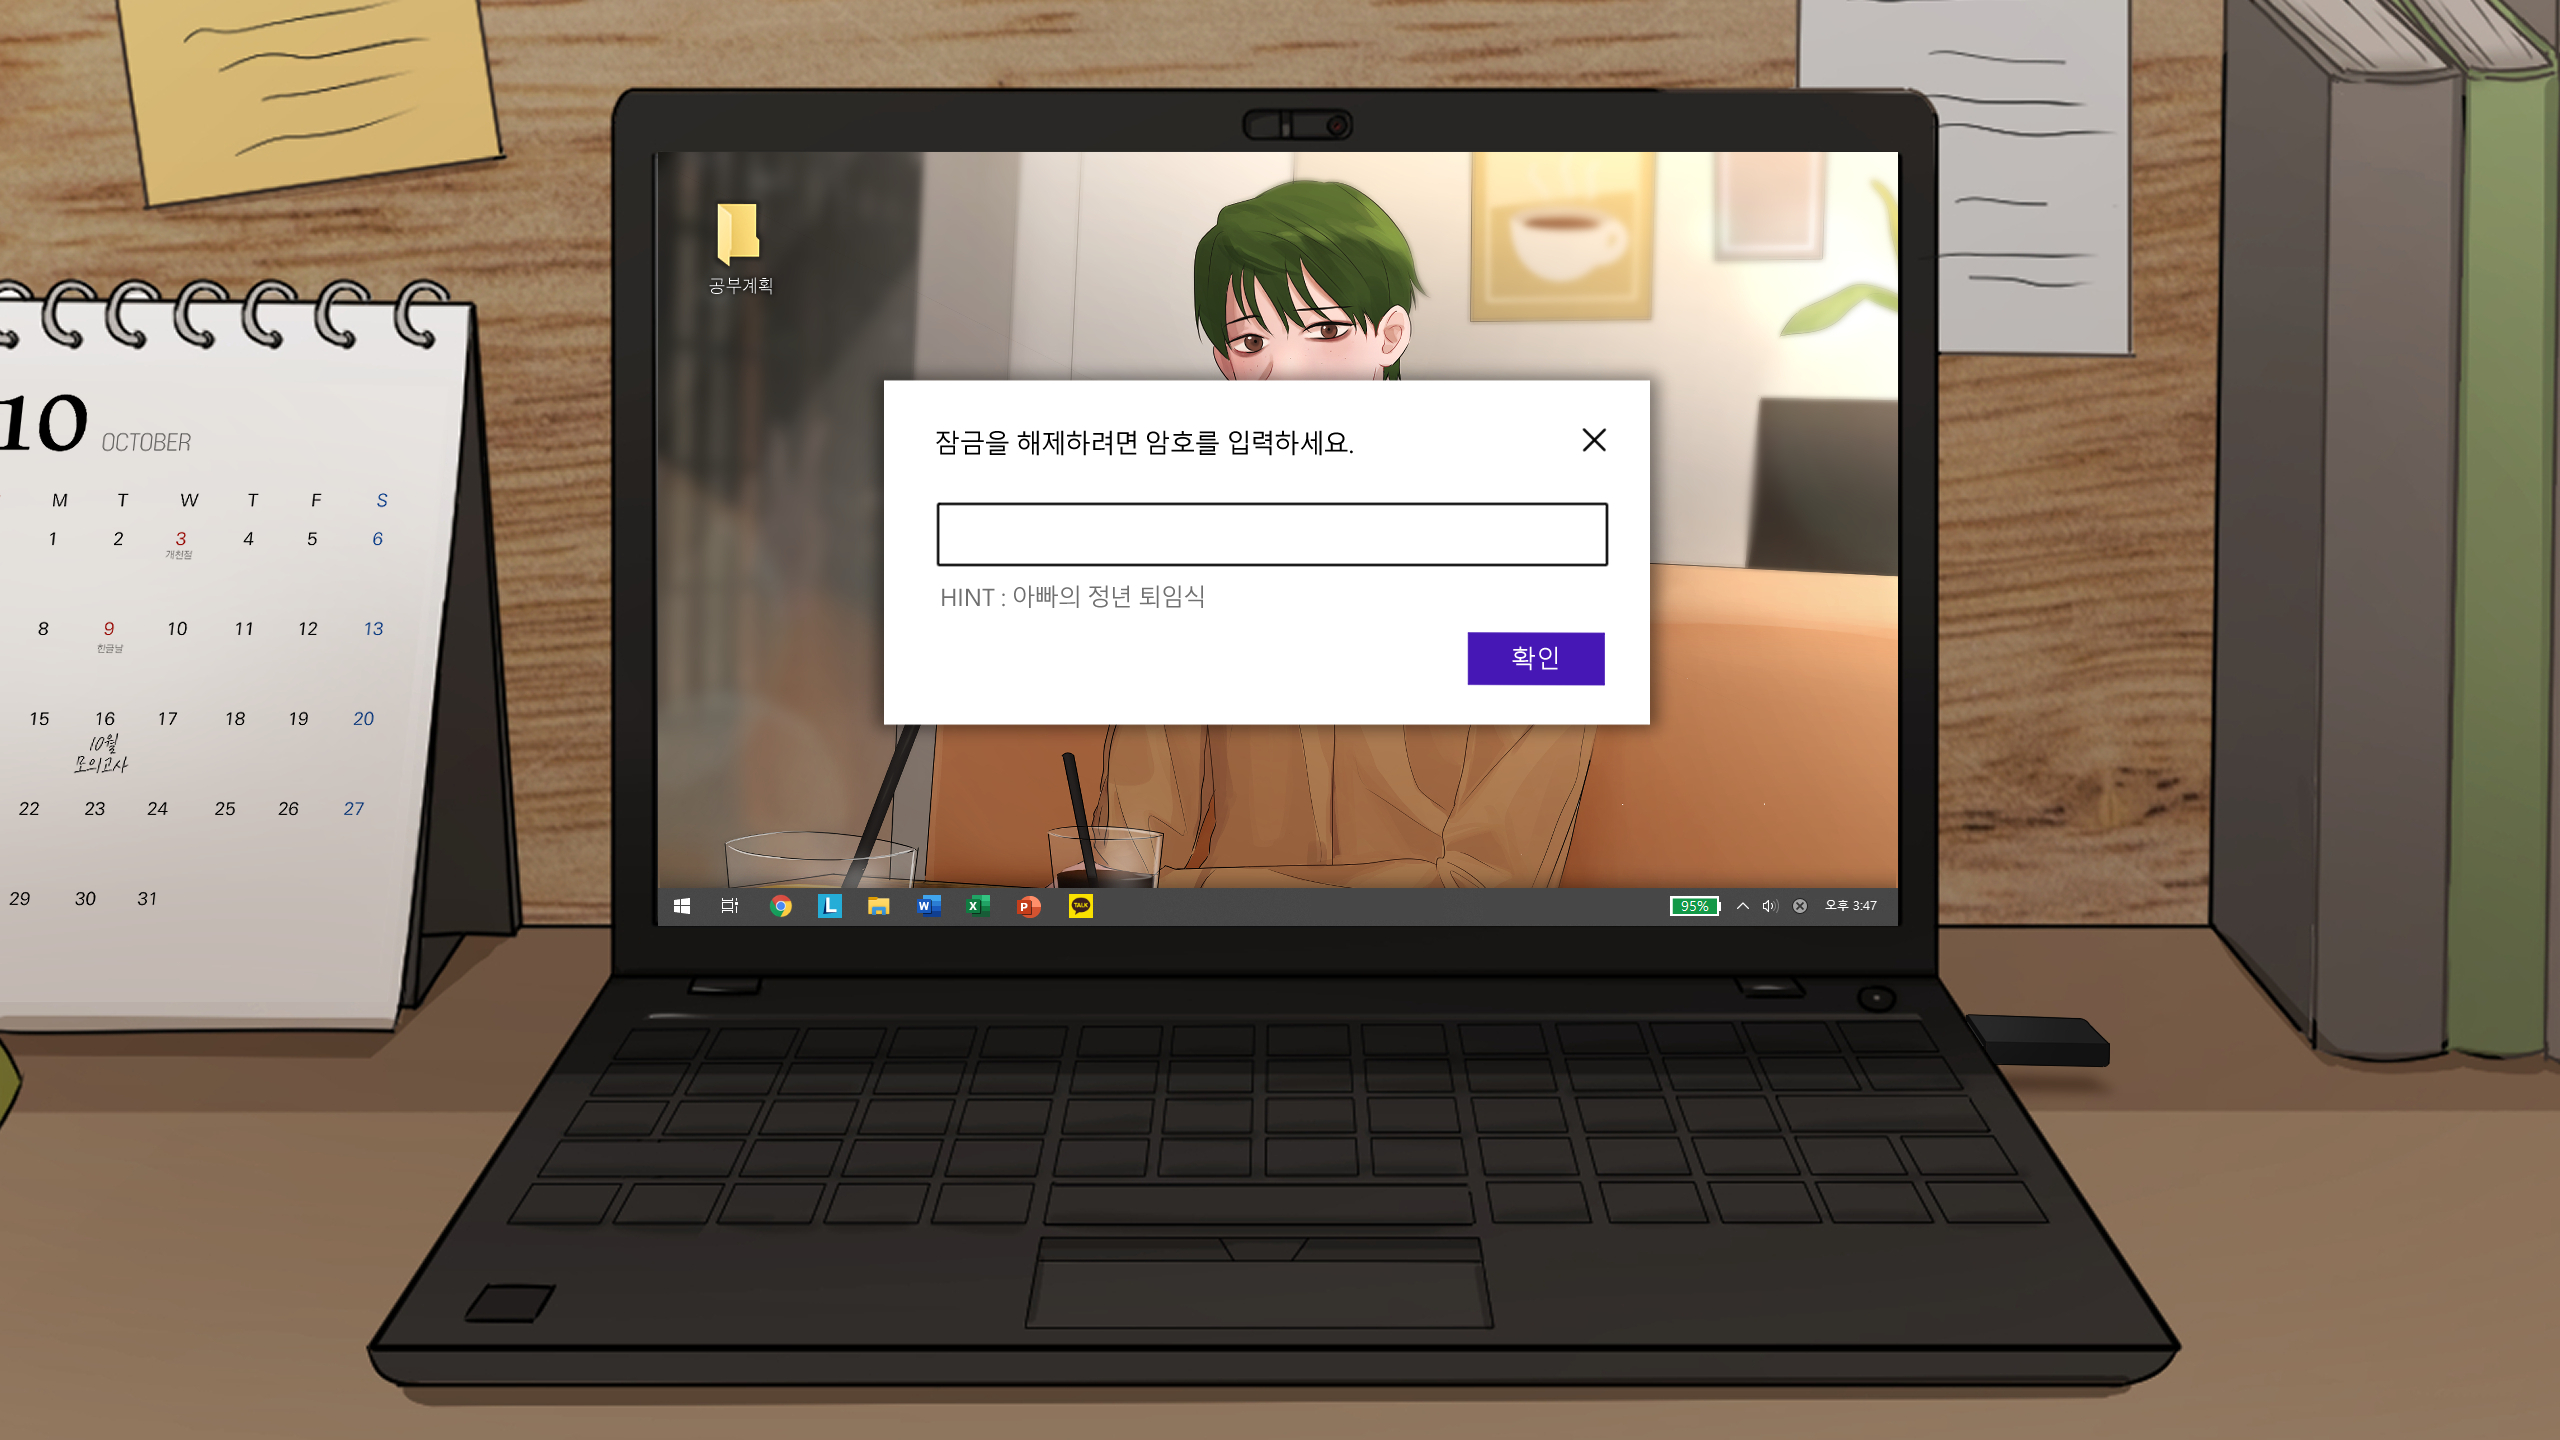 10 OCTOBER
M T W T F S
1 2 3 4 5 6
개천절
8 9 10 11 12 13
한글날
15 16 17 18 19 20
10월
모의고사
22 23 24 25 26 27
29 30 31
공부계획
잠금을 해제하려면 암호를 입력하세요.
HINT : 아빠의 정년 퇴임식
확인
L
W
X
P
TALK
95%
오후 3:47